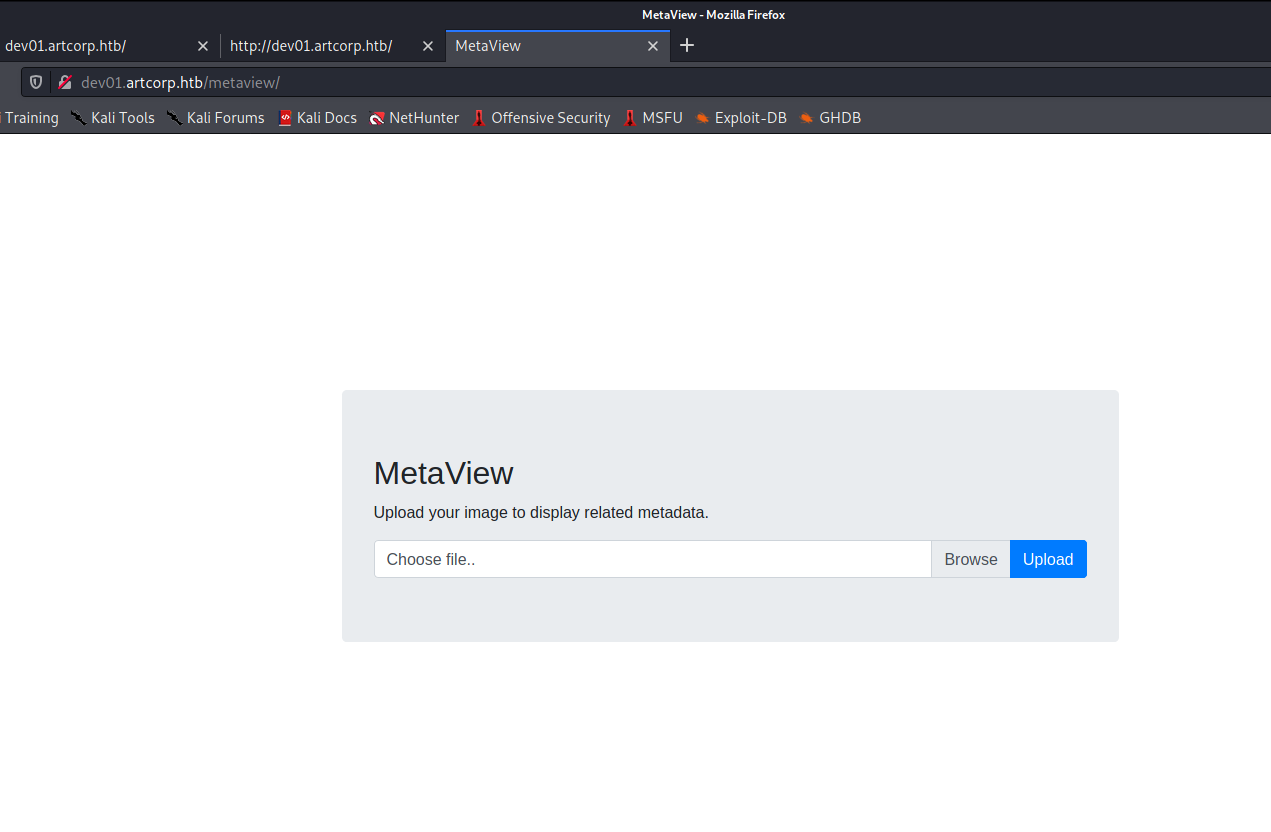 MetaView - Mozilla Firefox
dev01.artcorp.htb/ http://dev01.artcorp.htb/ MetaView
dev01.artcorp.htb/metaview/
Training Kali Tools Kali Forums Kali Docs NetHunter Offensive Security MSFU Exploit-DB GHDB
MetaView
Upload your image to display related metadata.
Choose file.. Browse Upload